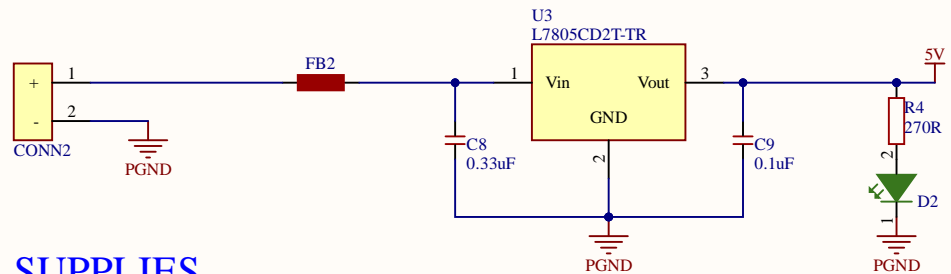 U3
L7805CD2T-TR
FB2
5V
+ 1
1 Vin Vout 3
- 2
GND
R4
270R
CONN2
C8
0.33uF
2
C9
0.1uF
2
PGND
D2
1
PGND
PGND
SUPPLIES